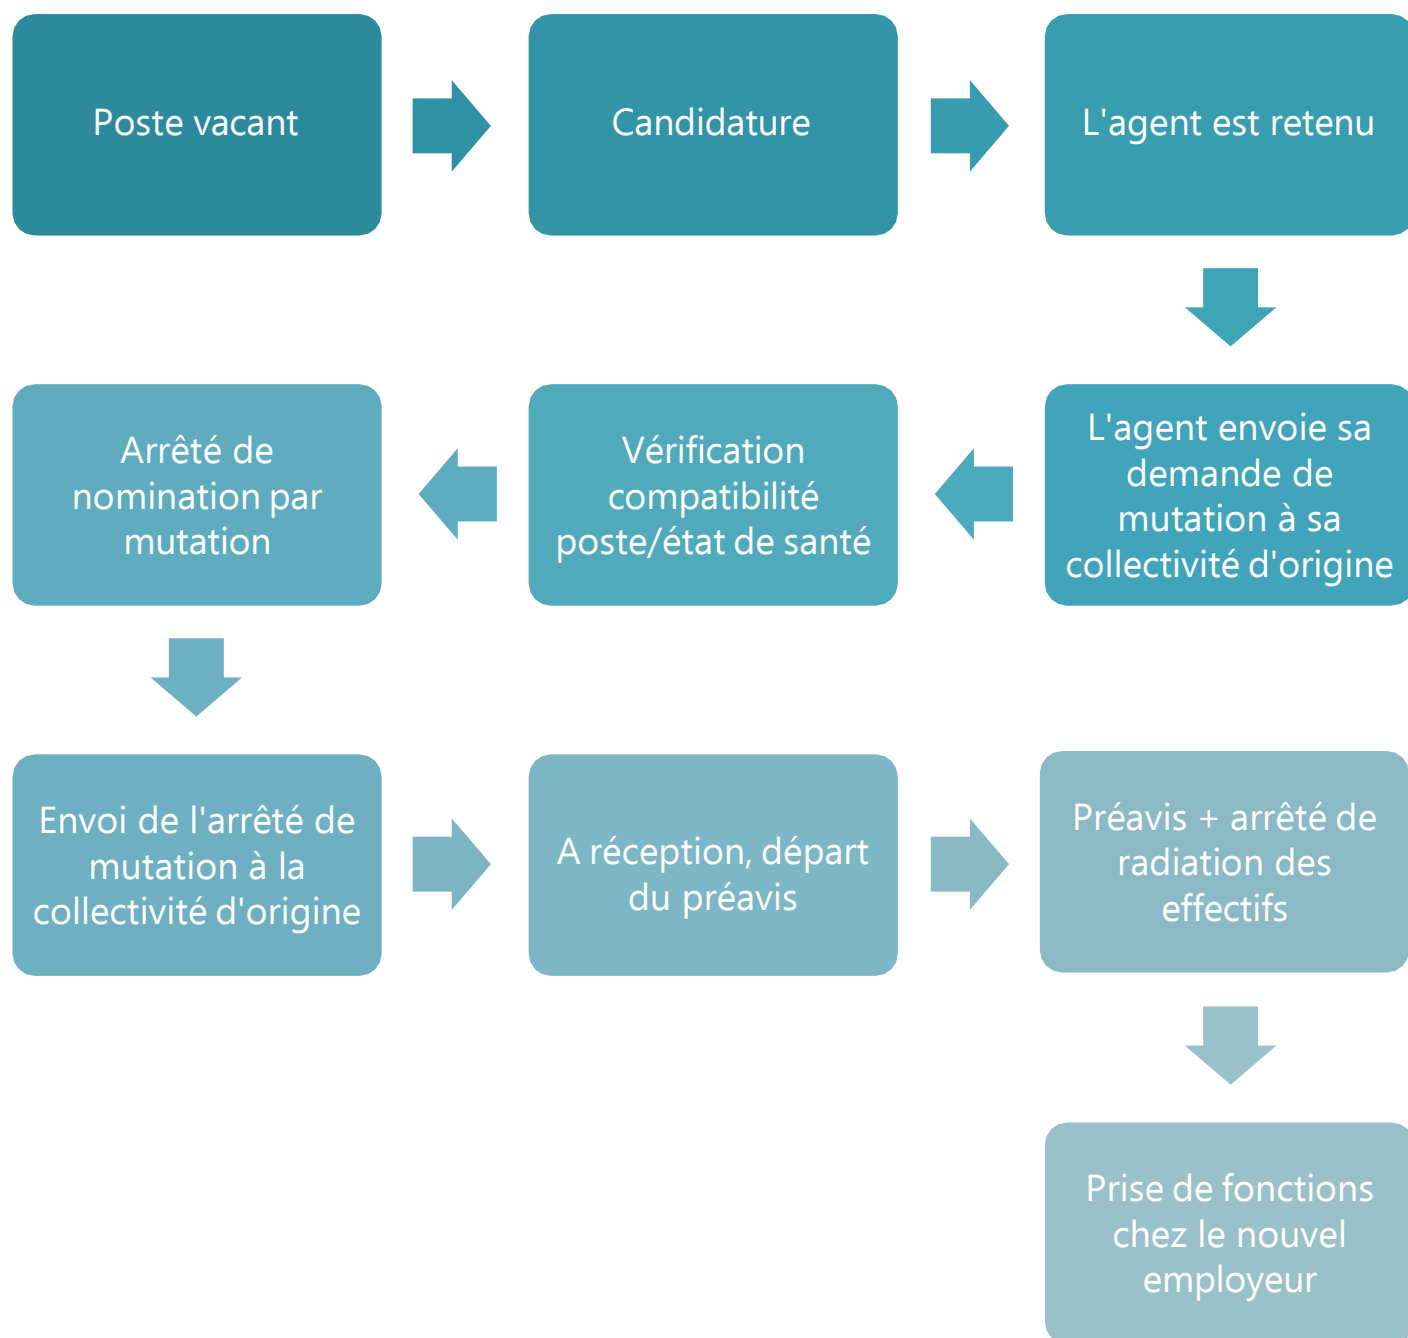 Poste vacant
Candidature
L'agent est retenu
L'agent envoie sa
demande de
mutation à sa
collectivité d'origine
Vérification
compatibilité
poste/état de santé
Arrêté de
nomination par
mutation
Envoi de l'arrêté de
mutation à la
collectivité d'origine
A réception, départ
du préavis
Préavis + arrêté de
radiation des
effectifs
Prise de fonctions
chez le nouvel
employeur